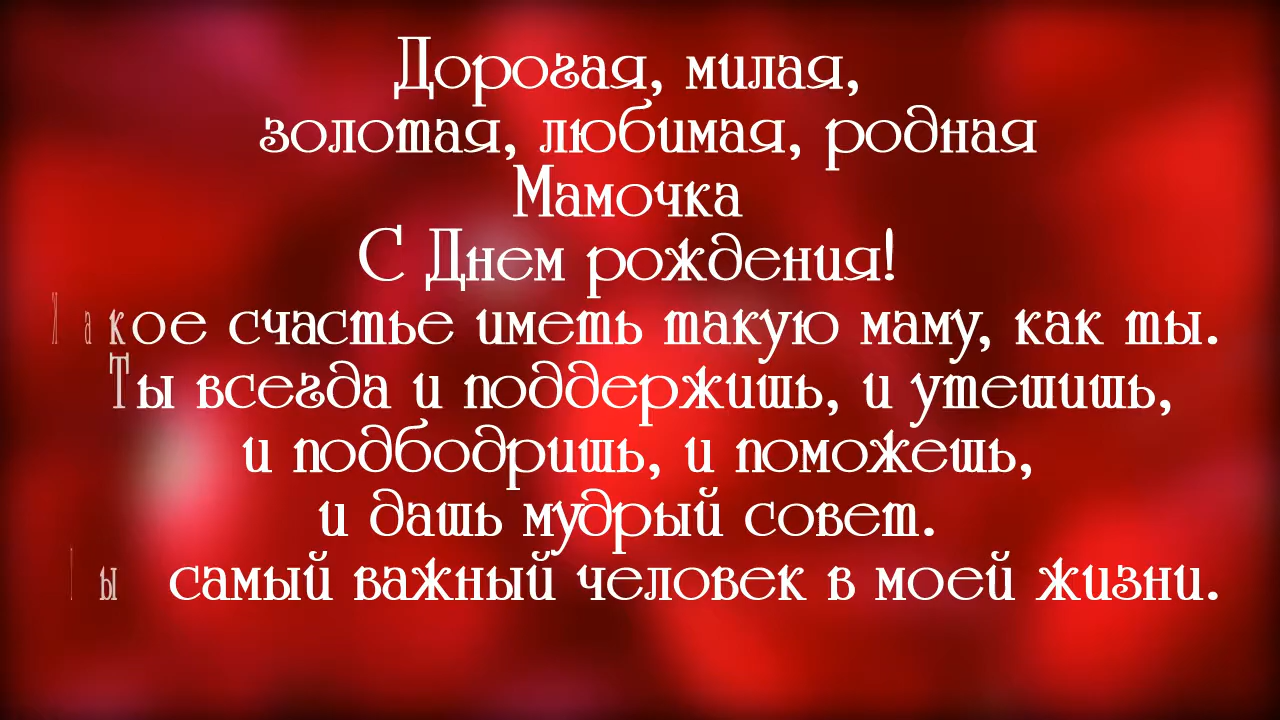 Дорогая, милая,
золотая, любимая, родная
Мамочка
С Днем рождения!
Какое счастье иметь такую маму, как ты.
Ты всегда и поддержишь, и утешишь,
и подбодришь, и поможешь,
и дашь мудрый совет.
Ты самый важный человек в моей жизни.